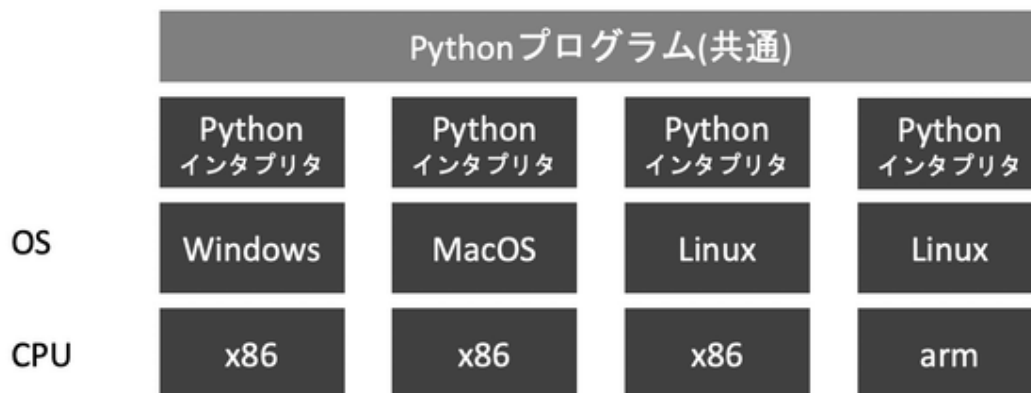 Pythonプログラム(共通)
Python
インタプリタ
Python
インタプリタ
Python
インタプリタ
Python
インタプリタ
OS
Windows
MacOS
Linux
Linux
CPU
x86
x86
x86
arm